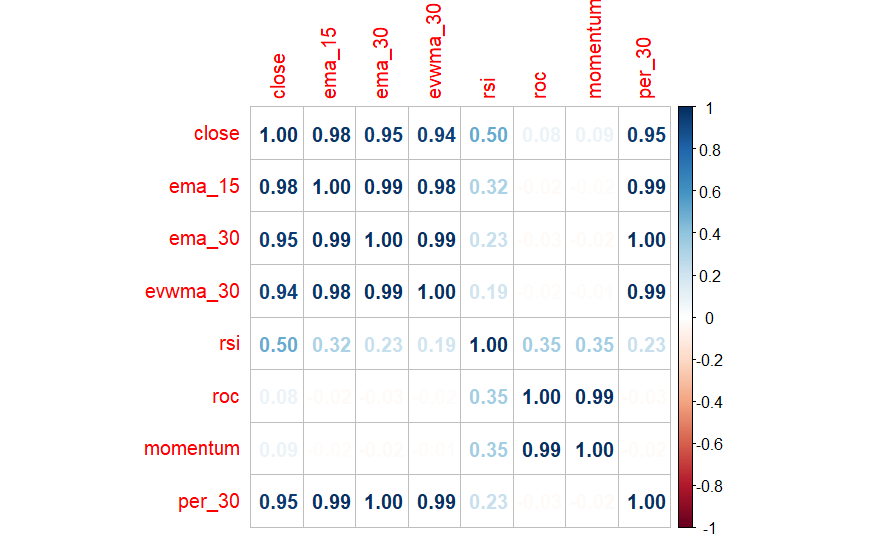 close ema_15 ema_30 evwma_30 rsi roc momentum per_30
close 1.00 0.98 0.95 0.94 0.50 0.08 0.09 0.95
ema_15 0.98 1.00 0.99 0.98 0.32 -0.02 -0.02 0.99
ema_30 0.95 0.99 1.00 0.99 0.23 -0.03 -0.02 1.00
evwma_30 0.94 0.98 0.99 1.00 0.19 -0.02 -0.01 0.99
rsi 0.50 0.32 0.23 0.19 1.00 0.35 0.35 0.23
roc 0.08 -0.02 -0.03 -0.02 0.35 1.00 0.99 -0.03
momentum 0.09 -0.02 -0.02 -0.01 0.35 0.99 1.00 -0.02
per_30 0.95 0.99 1.00 0.99 0.23 -0.03 -0.02 1.00
1
0.8
0.6
0.4
0.2
0
-0.2
-0.4
-0.6
-0.8
-1